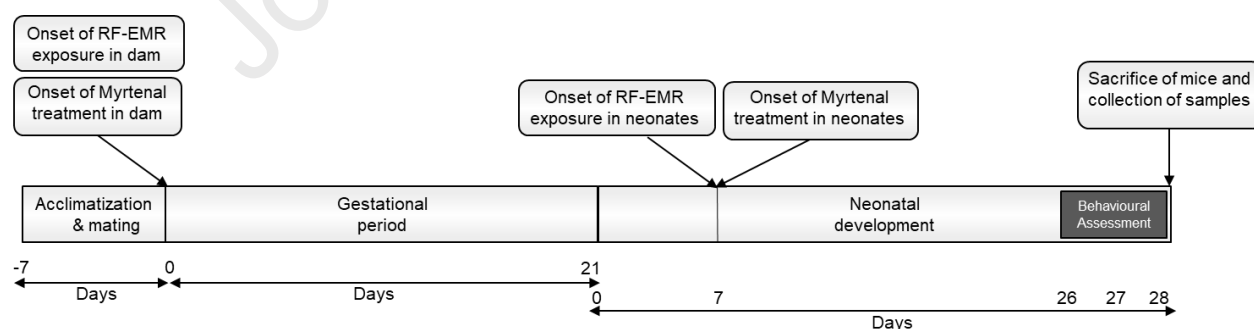 Jo
Onset of RF-EMR
exposure in dam
Onset of Myrtenal
treatment in dam
Onset of RF-EMR
exposure in neonates
Onset of Myrtenal
treatment in neonates
Sacrifice of mice and
collection of samples
Acclimatization
& mating
Gestational
period
Neonatal
development
Behavioural
Assessment
-7
0
21
Days
Days
0
7
26
27
28
Days